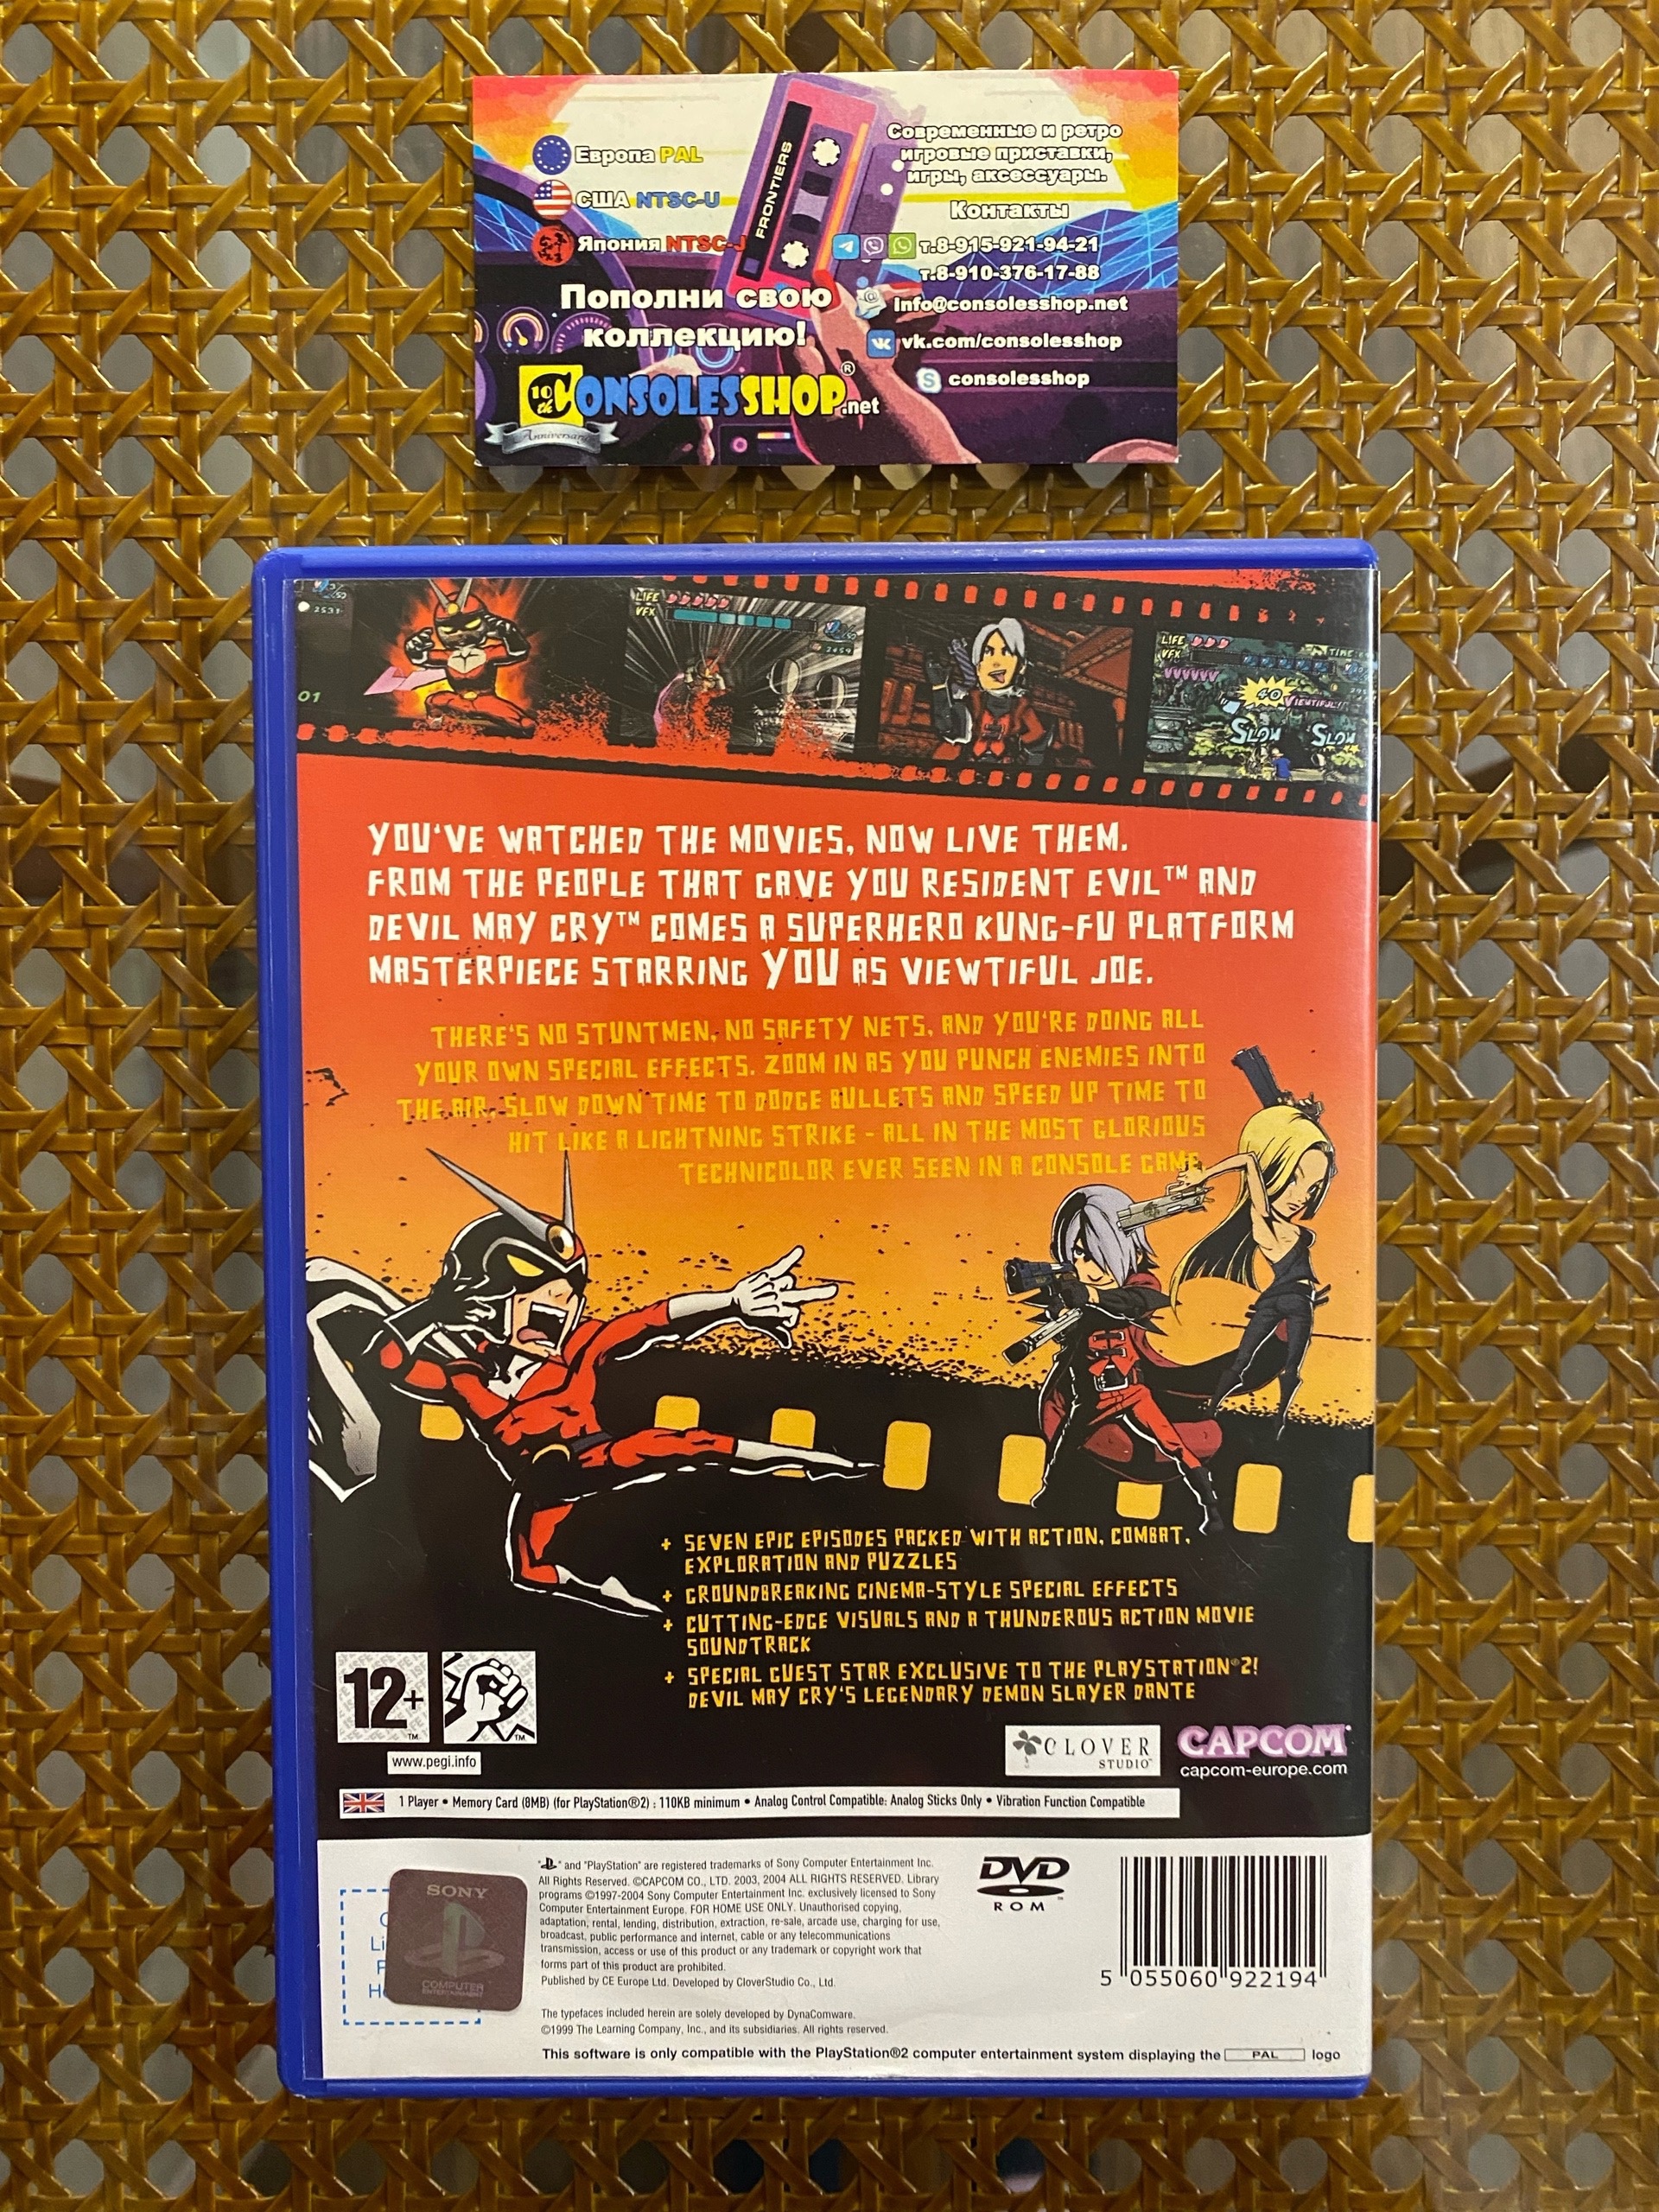 Европа PAL
США NTSC-U
Япония NTSC-J
Пополни свою
коллекцию!
10th
CONSOLESSHOP®.net
Anniversary
FRONTIERS
Современные и ретро
игровые приставки,
игры, аксессуары.
Контакты
т.8-915-921-94-21
т.8-910-376-17-88
info@consolesshop.net
vk.com/consolesshop
consolesshop
2531
01
LIFE
VFX
2459
LIFE
VFX
TIME
40
VIEWTIFUL!
SLOW SLOW
YOU'VE WATCHED THE MOVIES, NOW LIVE THEM.
FROM THE PEOPLE THAT GAVE YOU RESIDENT EVIL™ AND
DEVIL MAY CRY™ COMES A SUPERHERO KUNG-FU PLATFORM
MASTERPIECE STARRING YOU AS VIEWTIFUL JOE.
THERE'S NO STUNTMEN, NO SAFETY NETS, AND YOU'RE DOING ALL
YOUR OWN SPECIAL EFFECTS. ZOOM IN AS YOU PUNCH ENEMIES INTO
THE AIR, SLOW DOWN TIME TO DODGE BULLETS AND SPEED UP TIME TO
HIT LIKE A LIGHTNING STRIKE - ALL IN THE MOST GLORIOUS
TECHNICOLOR EVER SEEN IN A CONSOLE GAME
+ SEVEN EPIC EPISODES PACKED WITH ACTION, COMBAT,
EXPLORATION AND PUZZLES
+ GROUNDBREAKING CINEMA-STYLE SPECIAL EFFECTS
+ CUTTING-EDGE VISUALS AND A THUNDEROUS ACTION MOVIE
SOUNDTRACK
+ SPECIAL GUEST STAR EXCLUSIVE TO THE PLAYSTATION®2!
DEVIL MAY CRY'S LEGENDARY DEMON SLAYER DANTE
12+™
™
www.pegi.info
CLOVER
STUDIO™
CAPCOM®
capcom-europe.com
1 Player • Memory Card (8MB) (for PlayStation®2) : 110KB minimum • Analog Control Compatible: Analog Sticks Only • Vibration Function Compatible
SONY
COMPUTER
ENTERTAINMENT
" " and "PlayStation" are registered trademarks of Sony Computer Entertainment Inc.
All Rights Reserved. ©CAPCOM CO., LTD. 2003, 2004 ALL RIGHTS RESERVED. Library
programs ©1997-2004 Sony Computer Entertainment Inc. exclusively licensed to Sony
Computer Entertainment Europe. FOR HOME USE ONLY. Unauthorised copying,
adaptation, rental, lending, distribution, extraction, re-sale, arcade use, charging for use,
broadcast, public performance and internet, cable or any telecommunications
transmission, access or use of this product or any trademark or copyright work that
forms part of this product are prohibited.
Published by CE Europe Ltd. Developed by CloverStudio Co., Ltd.
The typefaces included herein are solely developed by DynaComware.
©1999 The Learning Company, Inc., and its subsidiaries. All rights reserved.
This software is only compatible with the PlayStation®2 computer entertainment system displaying the PAL logo
DVD™
ROM
5 055060 922194